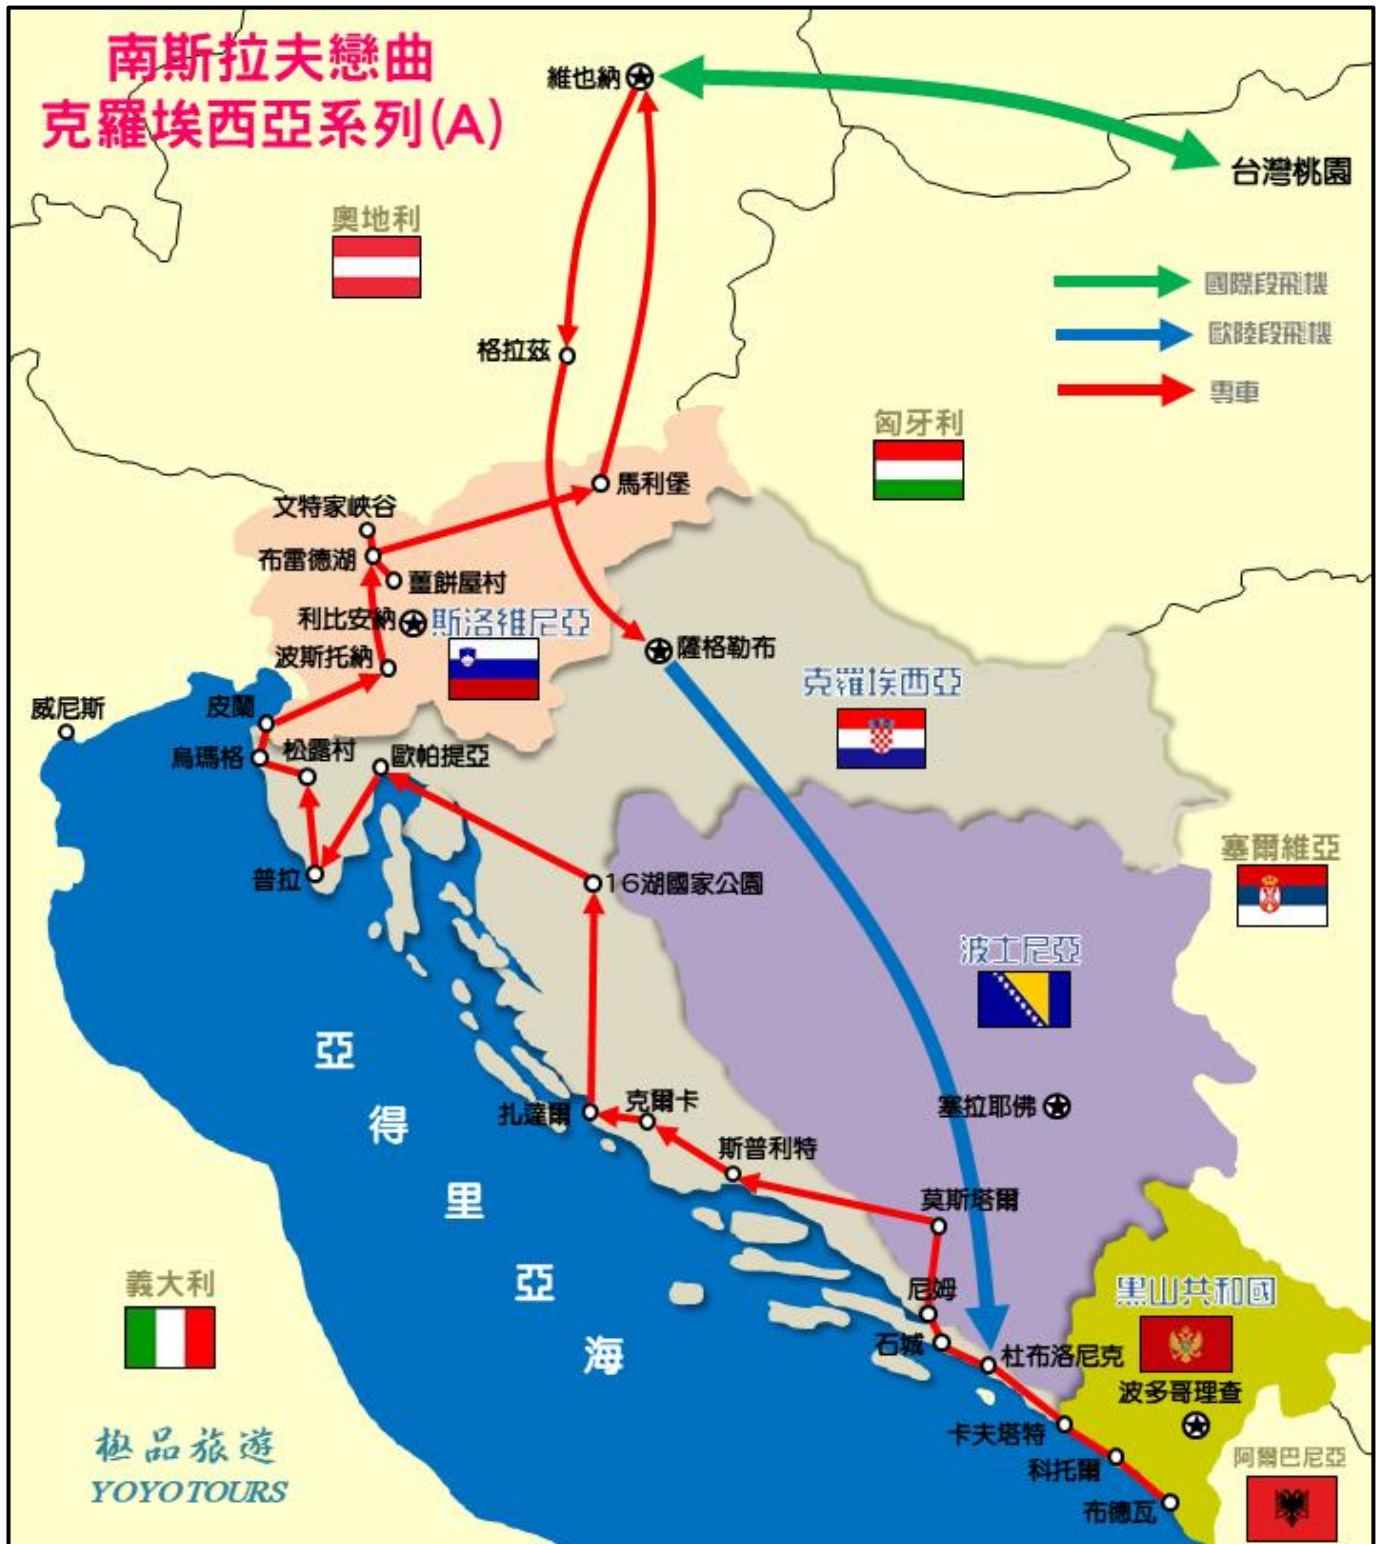 南斯拉夫戀曲
克羅埃西亞系列(A)
維也納
台灣桃園
奧地利
國際段飛機
歐陸段飛機
專車
格拉茲
匈牙利
馬利堡
文特家峽谷
布雷德湖
薑餅屋村
利比安納
斯洛維尼亞
波斯托納
薩格勒布
克羅埃西亞
威尼斯
皮蘭
烏瑪格
松露村
歐帕提亞
塞爾維亞
普拉
16湖國家公園
波士尼亞
亞得里亞海
扎達爾
克爾卡
塞拉耶佛
斯普利特
莫斯塔爾
義大利
尼姆
黑山共和國
石城
杜布洛尼克
波多哥理查
卡夫塔特
科托爾
阿爾巴尼亞
布德瓦
極品旅遊
YOYO TOURS